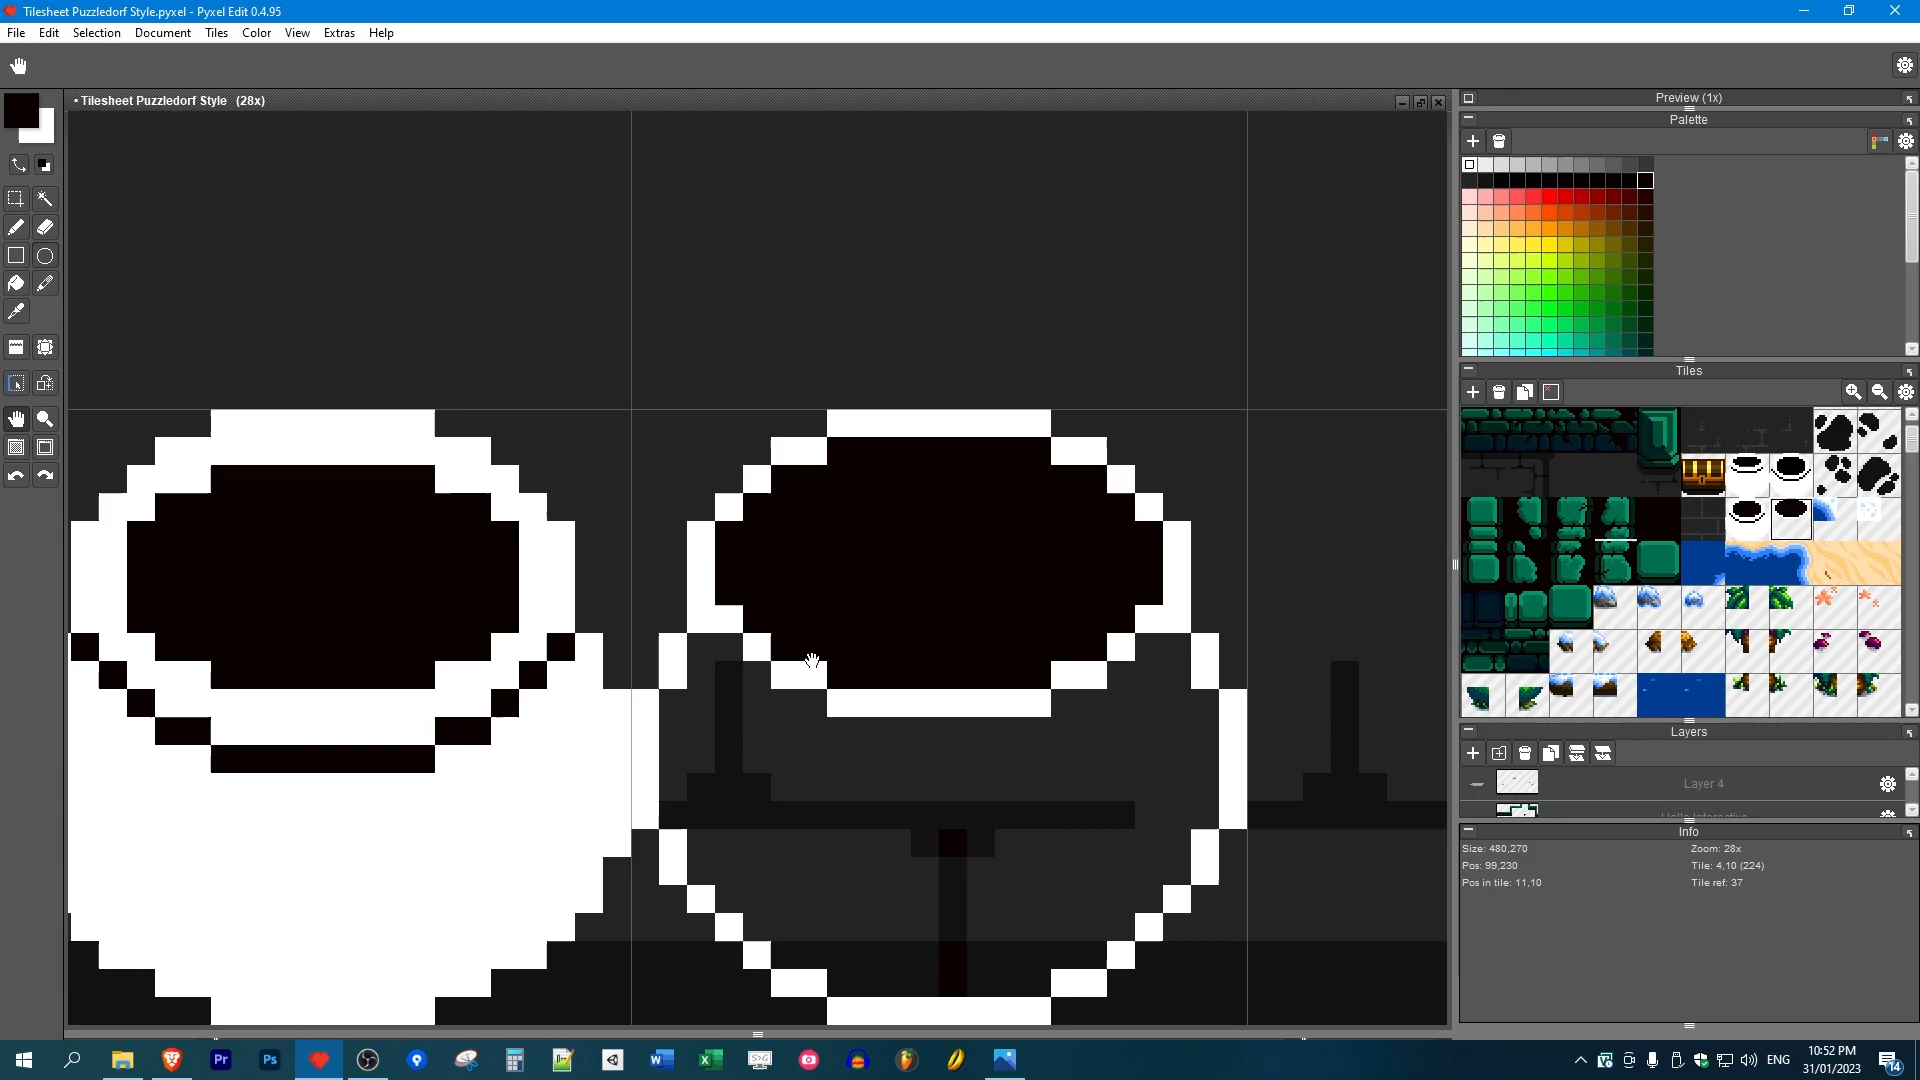 Tilesheet Puzzledorf Style.pyxel - Pyxel Edit 0.4.95
File Edit Selection Document Tiles Color View Extras Help
• Tilesheet Puzzledorf Style (28x)
Preview (1x)
Palette
Tiles
Layers
Layer 4
Info
Size: 480,270 Zoom: 28x
Pos: 99,230 Tile: 4,10 (224)
Pos in tile: 11,10 Tile ref: 37
Pr Ps ENG 10:52 PM
31/01/2023 14